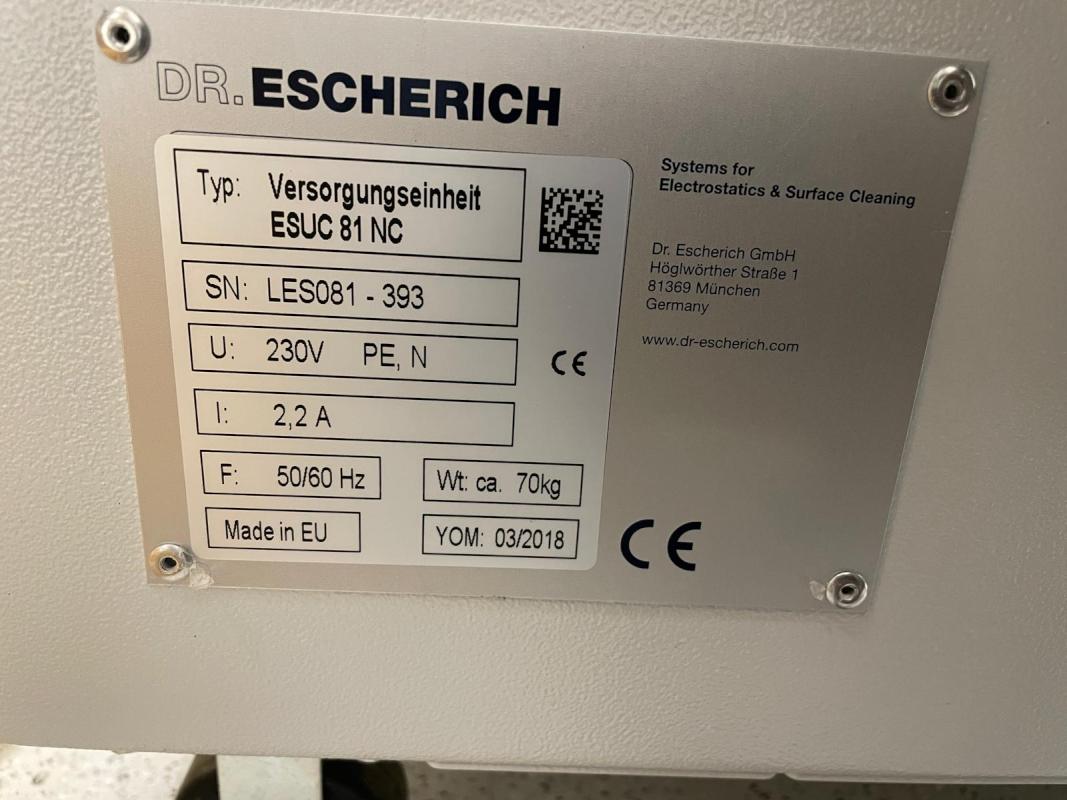 DR. ESCHERICH
Typ: Versorgungseinheit
ESUC 81 NC
SN: LES081 - 393
U: 230V PE, N
I: 2,2 A
F: 50/60 Hz
Wt: ca. 70kg
Made in EU
YOM: 03/2018
CE
Systems for
Electrostatics & Surface Cleaning
Dr. Escherich GmbH
Höglwörther Straße 1
81369 München
Germany
www.dr-escherich.com
CE